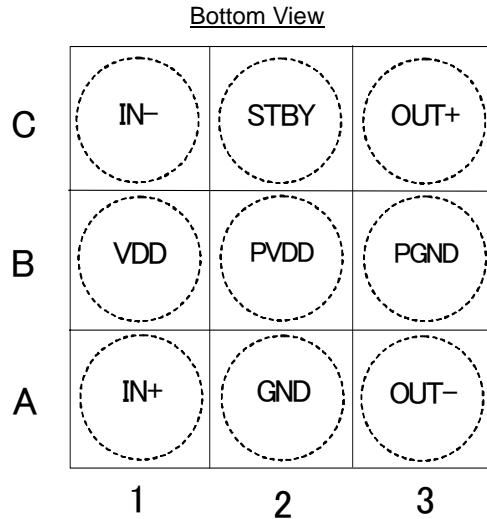 Bottom View
C IN− STBY OUT+
B VDD PVDD PGND
A IN+ GND OUT−
1 2 3